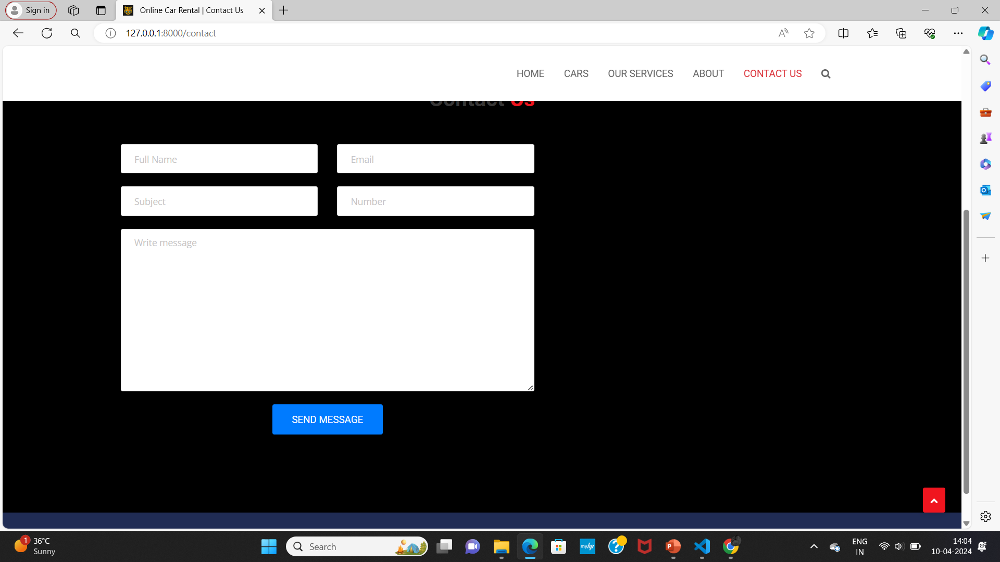 Sign in
Online Car Rental | Contact Us
127.0.0.1:8000/contact
HOME CARS OUR SERVICES ABOUT CONTACT US
Contact Us
Full Name Email
Subject Number
Write message
SEND MESSAGE
1
36°C
Sunny
Search
myhp
ENG
IN
14:04
10-04-2024